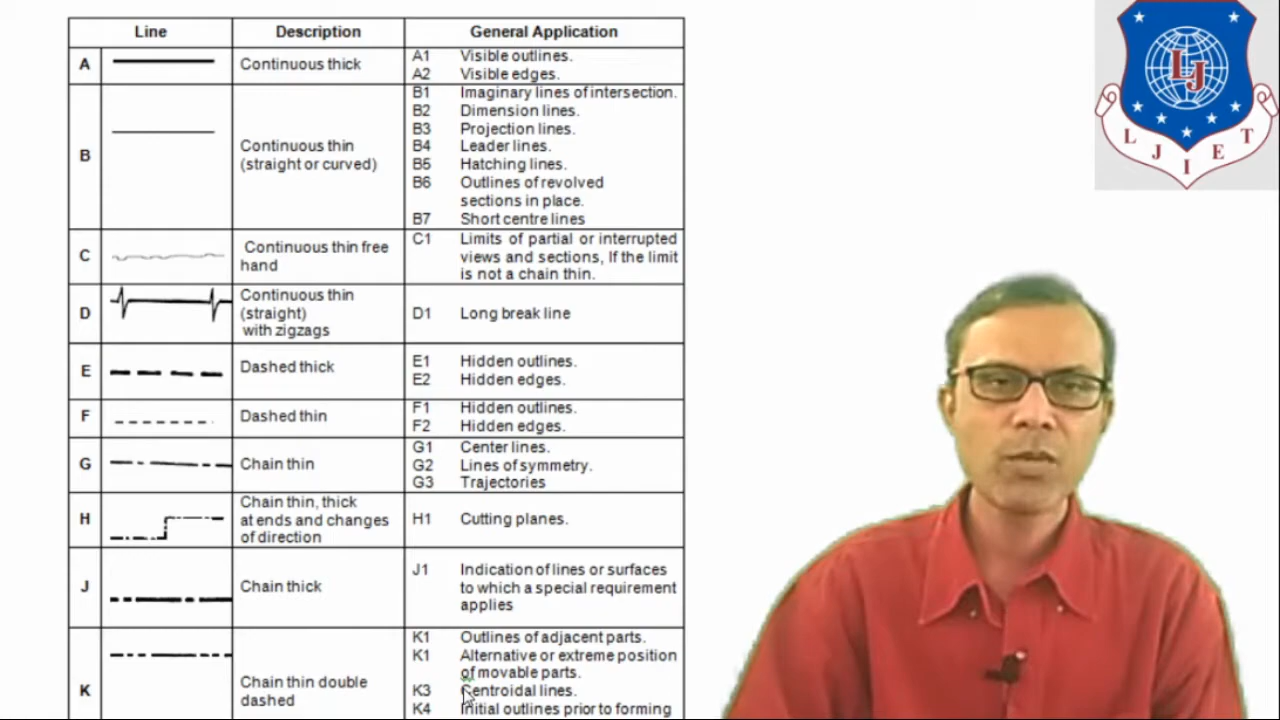 Line Description General Application
A Continuous thick A1 Visible outlines.
A2 Visible edges.
B Continuous thin
(straight or curved)
B1 Imaginary lines of intersection.
B2 Dimension lines.
B3 Projection lines.
B4 Leader lines.
B5 Hatching lines.
B6 Outlines of revolved
sections in place.
B7 Short centre lines
C Continuous thin free
hand
C1 Limits of partial or interrupted
views and sections, If the limit
is not a chain thin.
D Continuous thin
(straight)
with zigzags
D1 Long break line
E Dashed thick E1 Hidden outlines.
E2 Hidden edges.
F Dashed thin F1 Hidden outlines.
F2 Hidden edges.
G Chain thin G1 Center lines.
G2 Lines of symmetry.
G3 Trajectories
H Chain thin, thick
at ends and changes
of direction
H1 Cutting planes.
J Chain thick J1 Indication of lines or surfaces
to which a special requirement
applies
K Chain thin double
dashed
K1 Outlines of adjacent parts.
K1 Alternative or extreme position
of movable parts.
K3 Centroidal lines.
K4 Initial outlines prior to forming
LJ
L J I E T